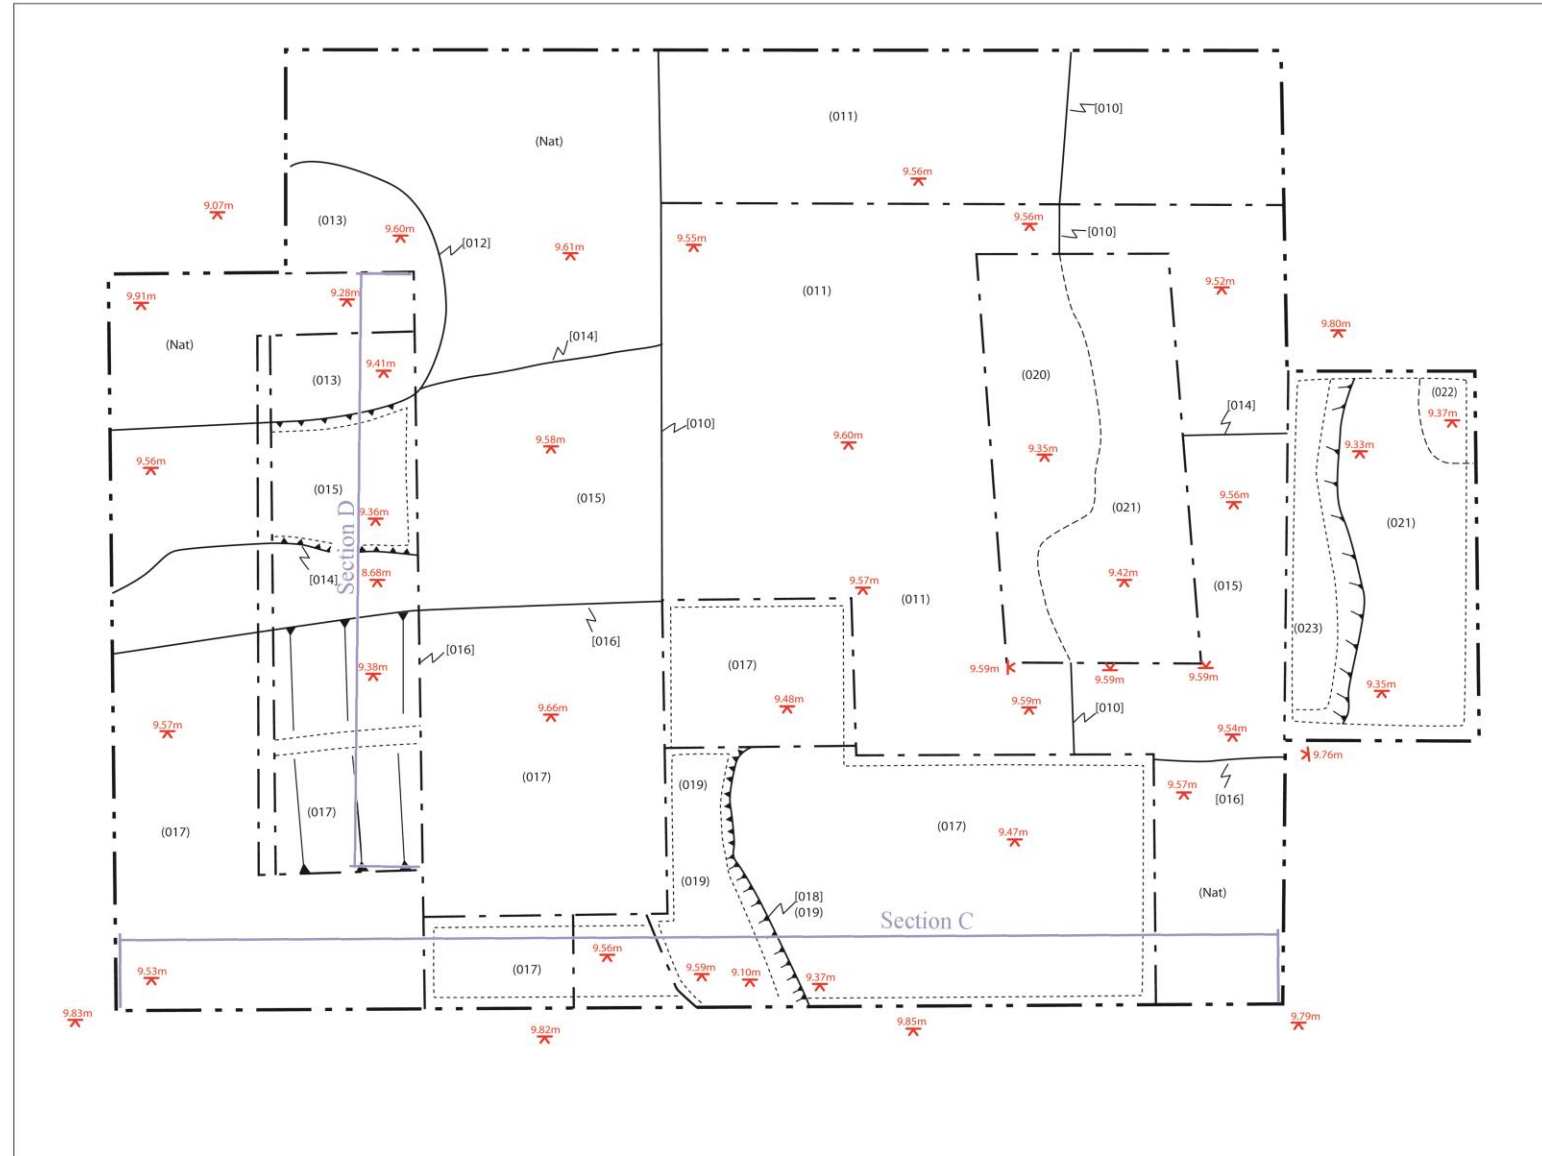 [010]
(011)
(Nat)
9.56m
9.07m
(013)
9.60m
[012]
9.61m
9.55m
9.56m
[010]
9.52m
9.91m
9.28m
(011)
9.80m
(Nat)
[014]
9.41m
(013)
(020)
(022)
[014]
9.37m
[010]
9.56m
9.58m
9.60m
9.35m
9.33m
(015)
(015)
9.56m
9.36m
(021)
(021)
Section D
[014]
8.68m
9.57m
9.42m
(011)
(015)
[016]
[016]
(023)
9.38m
(017)
9.59m
9.59m
9.59m
9.57m
9.66m
9.48m
9.59m
[010]
9.35m
9.54m
9.76m
(017)
(019)
9.57m
[016]
(017)
(017)
(017)
9.47m
(019)
[018]
(019)
(Nat)
Section C
9.53m
(017)
9.56m
9.59m
9.10m
9.37m
9.83m
9.82m
9.85m
9.79m